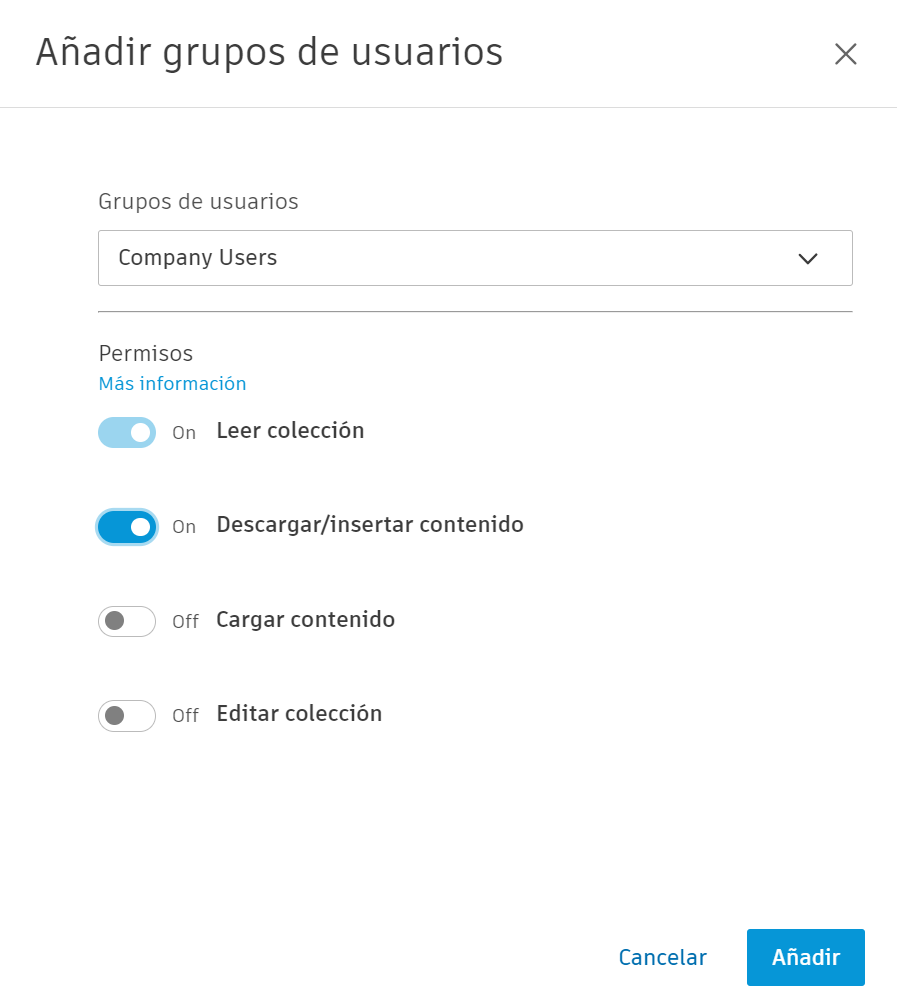 Añadir grupos de usuarios
Grupos de usuarios
Company Users
Permisos
Más información
On Leer colección
On Descargar/insertar contenido
Off Cargar contenido
Off Editar colección
Cancelar Añadir